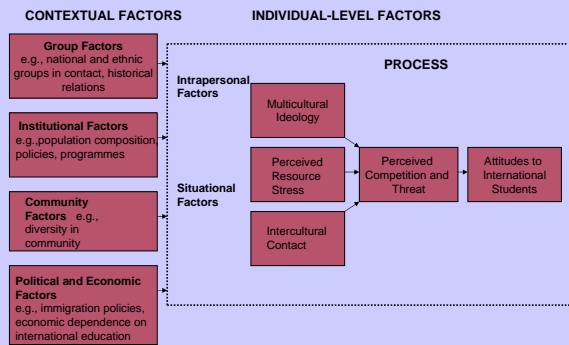 CONTEXTUAL FACTORS
INDIVIDUAL-LEVEL FACTORS
Group Factors
e.g., national and ethnic
groups in contact, historical
relations
Institutional Factors
e.g.,population composition,
policies, programmes
Community
Factors e.g.,
diversity in
community
Political and Economic
Factors
e.g., immigration policies,
economic dependence on
international education
PROCESS
Intrapersonal
Factors
Situational
Factors
Multicultural
Ideology
Perceived
Resource
Stress
Intercultural
Contact
Perceived
Competition and
Threat
Attitudes to
International
Students